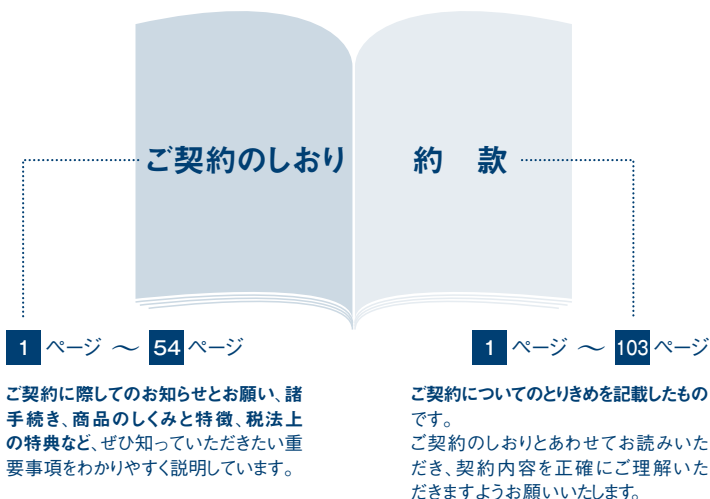 ご契約のしおり
約 款
1 ページ 〜 54 ページ
ご契約に際してのお知らせとお願い、諸
手続き、商品のしくみと特徴、税法上
の特典など、ぜひ知っていただきたい重
要事項をわかりやすく説明しています。
1 ページ 〜 103 ページ
ご契約についてのとりきめを記載したもの
です。
ご契約のしおりとあわせてお読みいた
だき、契約内容を正確にご理解いた
だきますようお願いいたします。